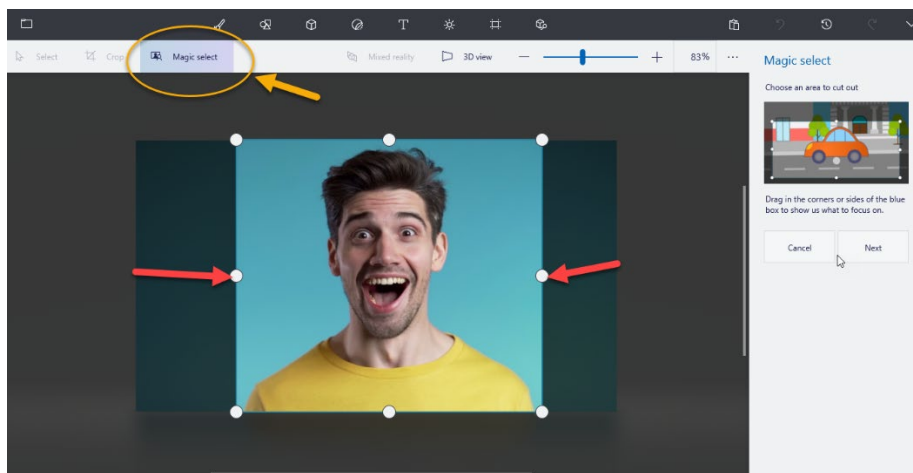 T
Select
Crop
Magic select
Mixed reality
3D view
83%
Magic select
Choose an area to cut out
Drag in the corners or sides of the blue
box to show us what to focus on.
Cancel
Next